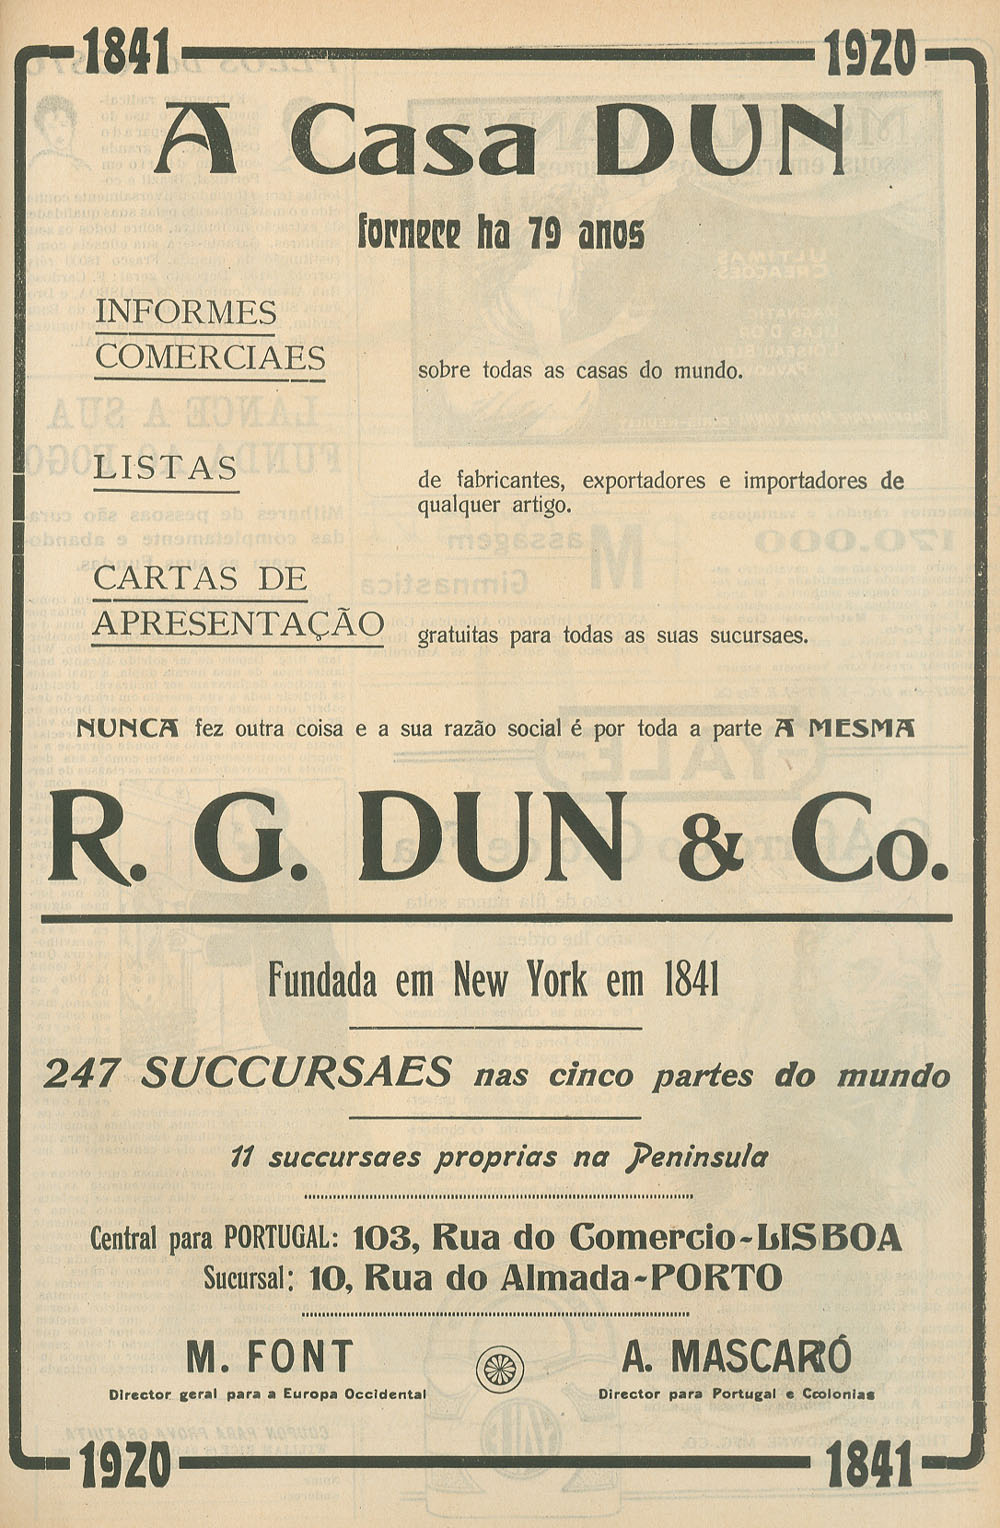 1841 1920
A Casa DUN
fornece ha 79 anos
INFORMES
COMERCIAES
sobre todas as casas do mundo.
LISTAS
de fabricantes, exportadores e importadores de
qualquer artigo.
CARTAS DE
APRESENTAÇÃO
gratuitas para todas as suas sucursaes.
NUNCA fez outra coisa e a sua razão social é por toda a parte A MESMA
R. G. DUN & Co.
Fundada em New York em 1841
247 SUCCURSAES nas cinco partes do mundo
11 succursaes proprias na Peninsula
Central para PORTUGAL: 103, Rua do Comercio-LISBOA
Sucursal: 10, Rua do Almada-PORTO
M. FONT
Director geral para a Europa Occidental
A. MASCARÓ
Director para Portugal e Ccolonias
1920 1841